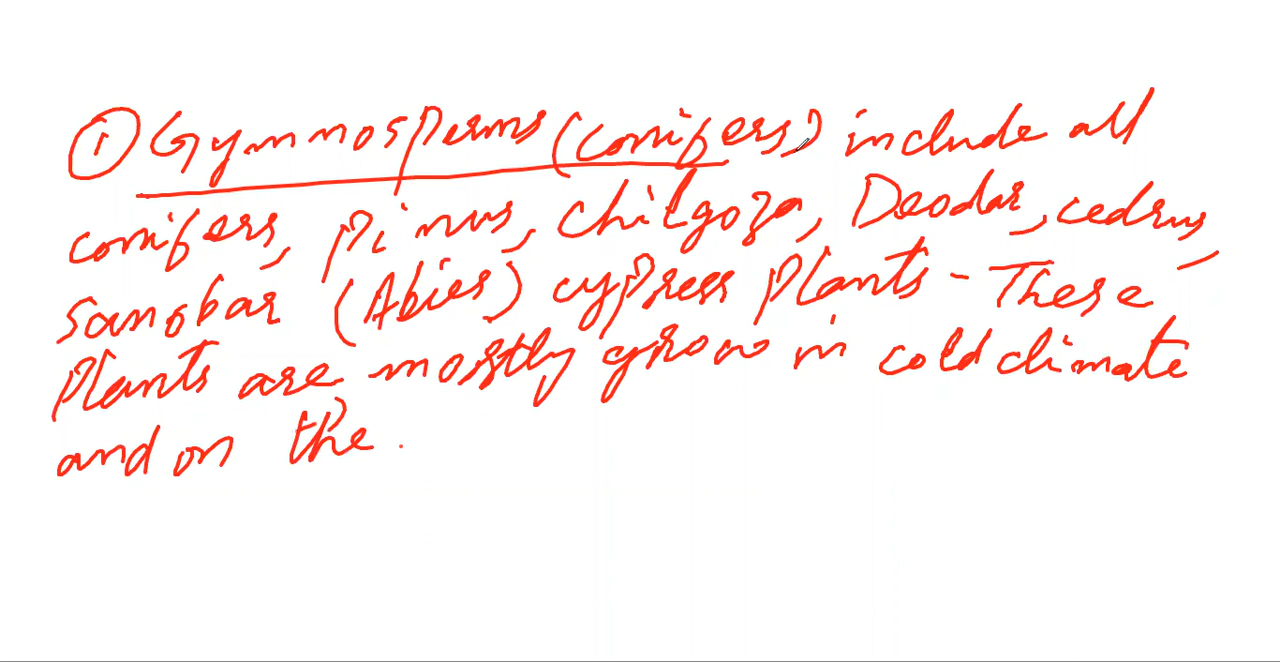 ① Gymnosperms (conifers) include all
conifers, Pinus, Chilgoza, Deodar, cedrus,
sanobar (Abies) cypress Plants - These
Plants are mostly grow in cold climate
and on the .